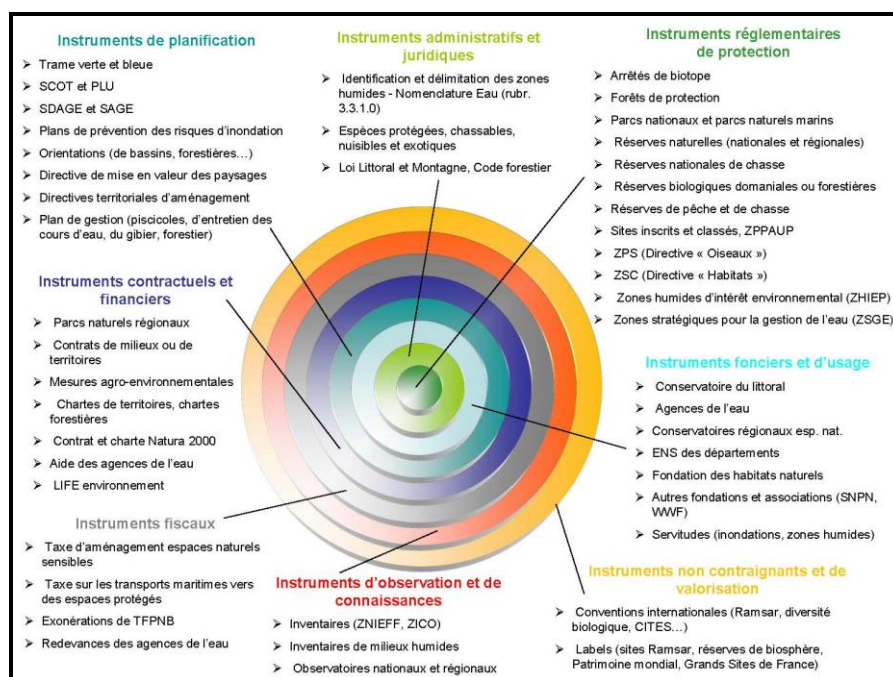 Instruments de planification
➢ Trame verte et bleue
➢ SCOT et PLU
➢ SDAGE et SAGE
➢ Plans de prévention des risques d'inondation
➢ Orientations (de bassins, forestières...)
➢ Directive de mise en valeur des paysages
➢ Directives territoriales d'aménagement
➢ Plan de gestion (piscicoles, d'entretien des
cours d'eau, du gibier, forestier)
Instruments administratifs et
juridiques
➢ Identification et délimitation des zones
humides - Nomenclature Eau (rubr.
3.3.1.0)
➢ Espèces protégées, chassables,
nuisibles et exotiques
➢ Loi Littoral et Montagne, Code forestier
Instruments réglementaires
de protection
➢ Arrêtés de biotope
➢ Forêts de protection
➢ Parcs nationaux et parcs naturels marins
➢ Réserves naturelles (nationales et régionales)
➢ Réserves nationales de chasse
➢ Réserves biologiques domaniales ou forestières
➢ Réserves de pêche et de chasse
➢ Sites inscrits et classés, ZPPAUP
➢ ZPS (Directive « Oiseaux »)
➢ ZSC (Directive « Habitats »)
➢ Zones humides d'intérêt environnemental (ZHIEP)
➢ Zones stratégiques pour la gestion de l'eau (ZSGE)
Instruments contractuels et
financiers
➢ Parcs naturels régionaux
➢ Contrats de milieux ou de
territoires
➢ Mesures agro-environnementales
➢ Chartes de territoires, chartes
forestières
➢ Contrat et charte Natura 2000
➢ Aide des agences de l'eau
➢ LIFE environnement
Instruments fonciers et d'usage
➢ Conservatoire du littoral
➢ Agences de l'eau
➢ Conservatoires régionaux esp. nat.
➢ ENS des départements
➢ Fondation des habitats naturels
➢ Autres fondations et associations (SNPN,
WWF)
➢ Servitudes (inondations, zones humides)
Instruments fiscaux
➢ Taxe d'aménagement espaces naturels
sensibles
➢ Taxe sur les transports maritimes vers
des espaces protégés
➢ Exonérations de TFPNB
➢ Redevances des agences de l'eau
Instruments d'observation et de
connaissances
➢ Inventaires (ZNIEFF, ZICO)
➢ Inventaires de milieux humides
➢ Observatoires nationaux et régionaux
Instruments non contraignants et de
valorisation
➢ Conventions internationales (Ramsar, diversité
biologique, CITES...)
➢ Labels (sites Ramsar, réserves de biosphère,
Patrimoine mondial, Grands Sites de France)